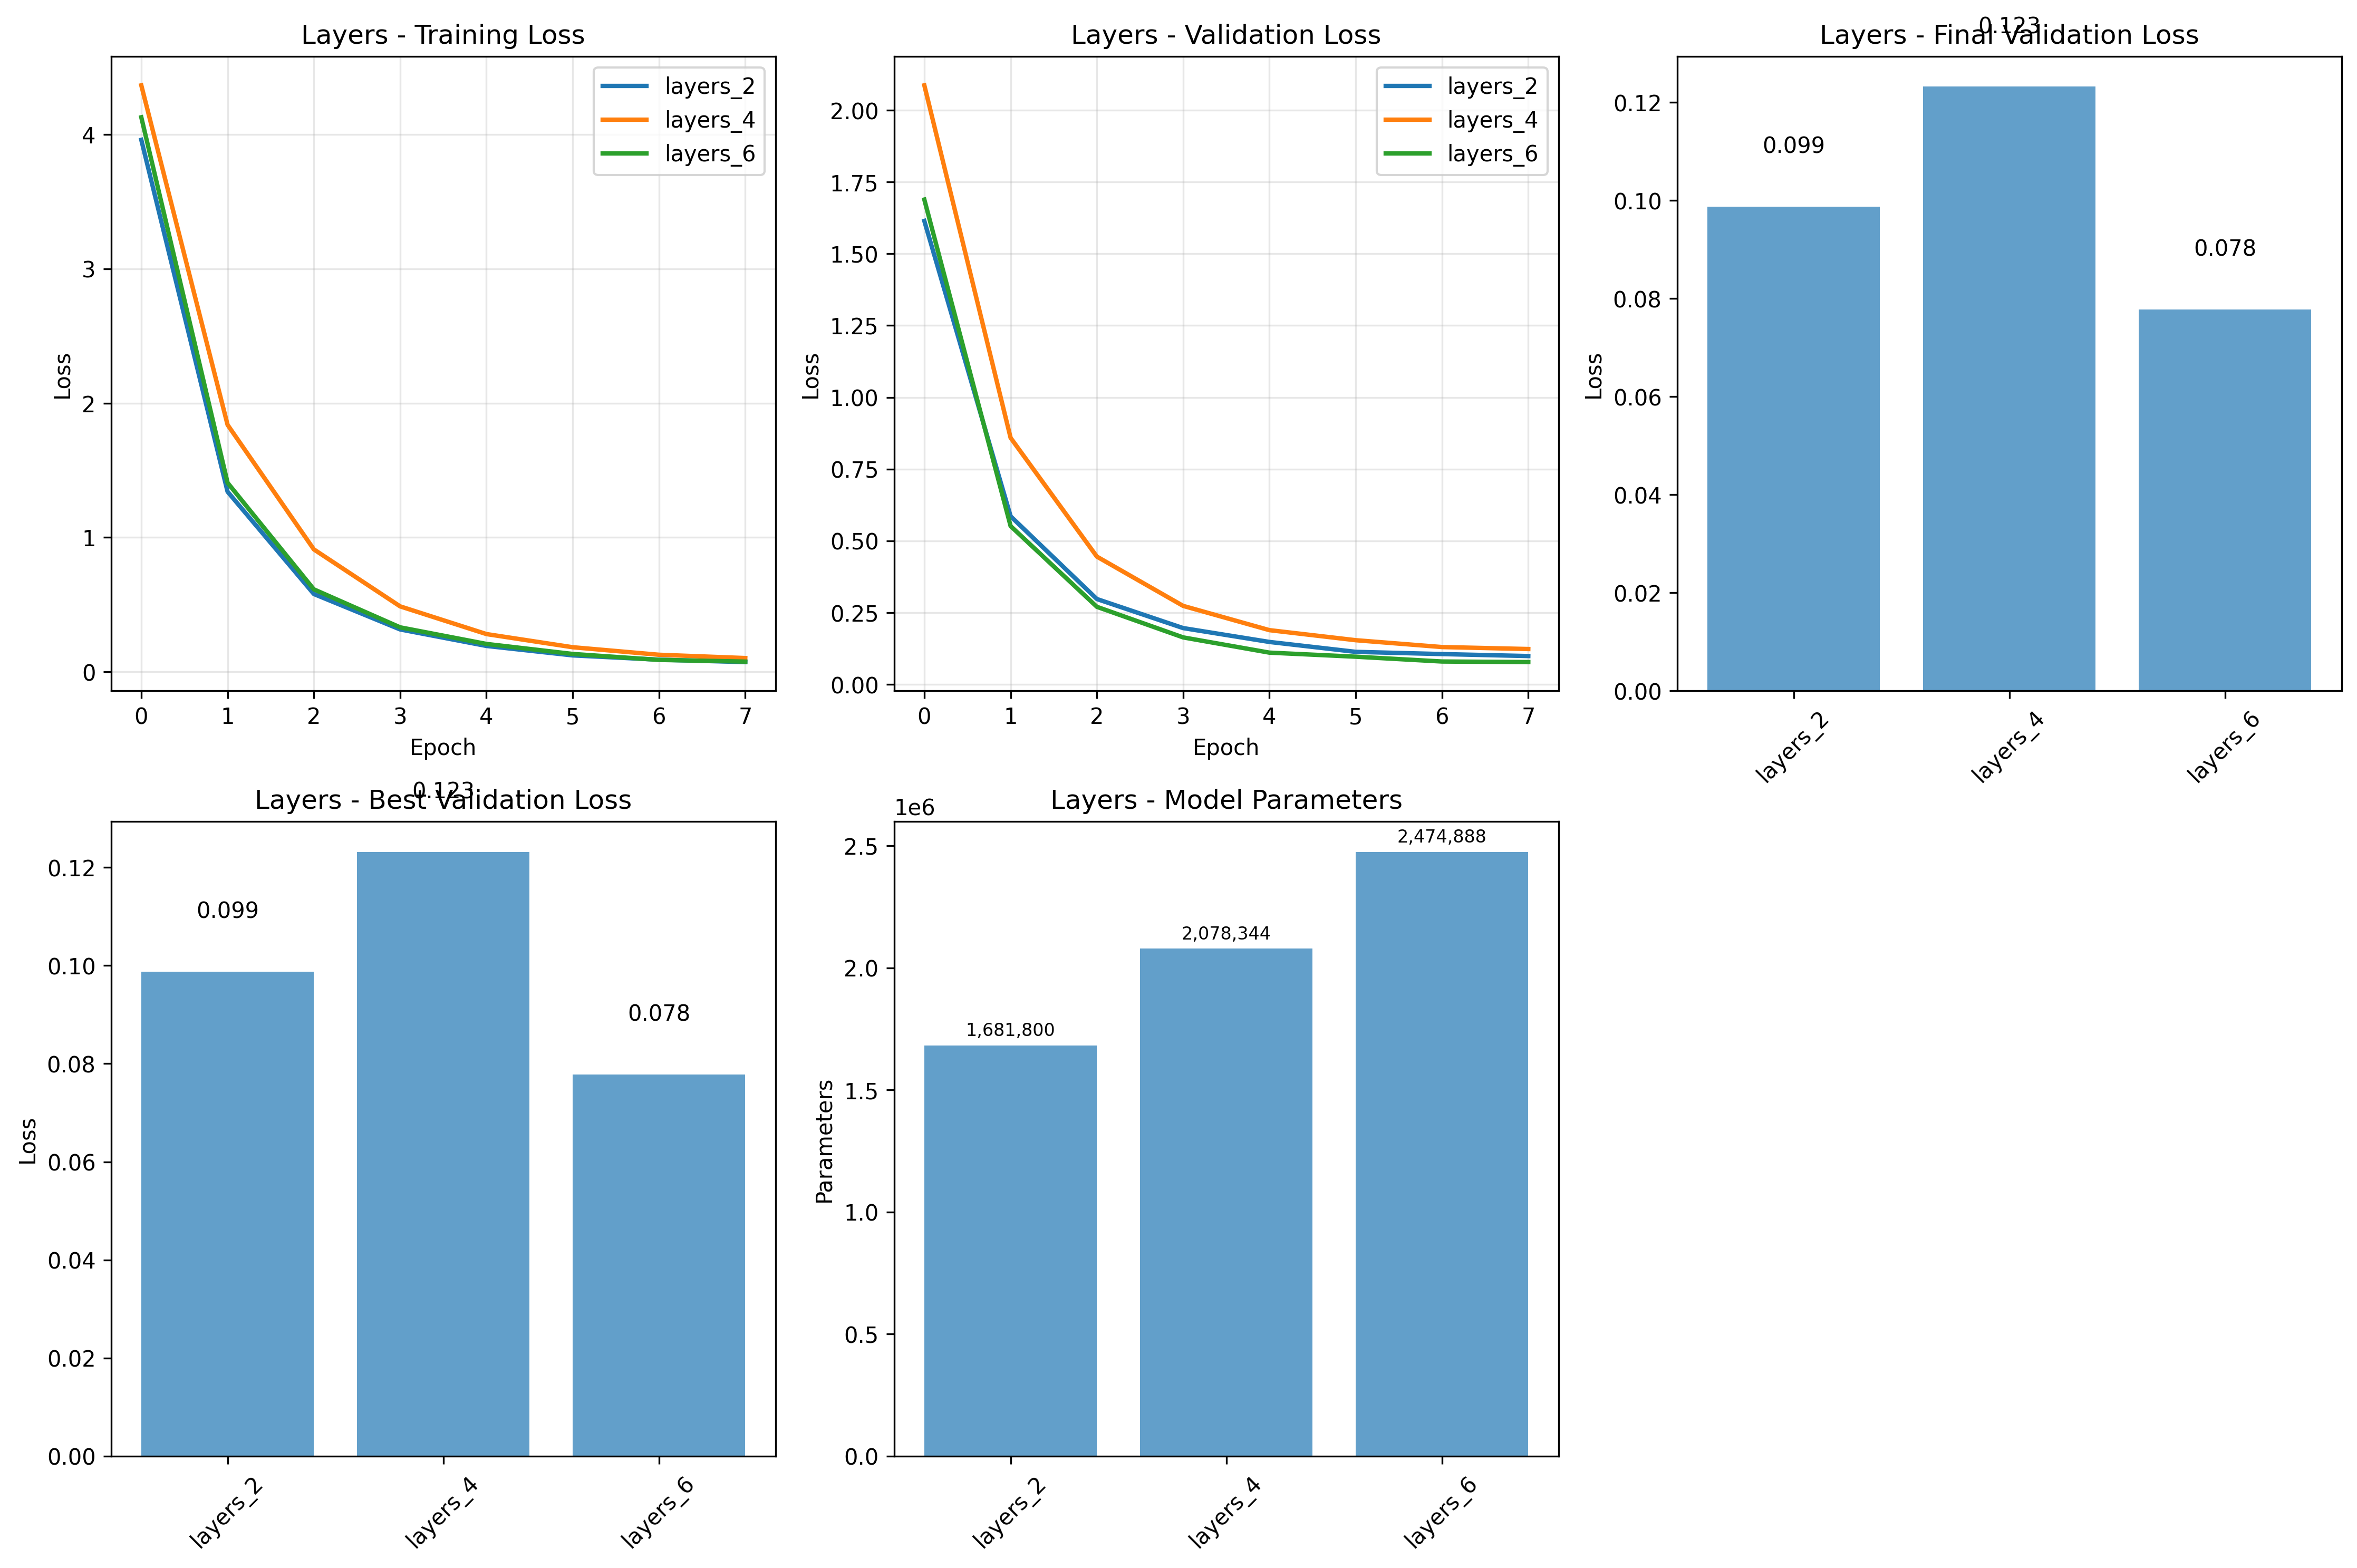 Layers - Training Loss
Loss
4
3
2
1
0
0 1 2 3 4 5 6 7
Epoch
layers_2
layers_4
layers_6
Layers - Validation Loss
Loss
2.00
1.75
1.50
1.25
1.00
0.75
0.50
0.25
0.00
0 1 2 3 4 5 6 7
Epoch
layers_2
layers_4
layers_6
0.123
Layers - Final Validation Loss
Loss
0.12
0.10
0.08
0.06
0.04
0.02
0.00
0.099
0.078
layers_2
layers_4
layers_6
0.123
Layers - Best Validation Loss
Loss
0.12
0.10
0.08
0.06
0.04
0.02
0.00
0.099
0.078
layers_2
layers_4
layers_6
Layers - Model Parameters
1e6
Parameters
2.5
2.0
1.5
1.0
0.5
0.0
1,681,800
2,078,344
2,474,888
layers_2
layers_4
layers_6